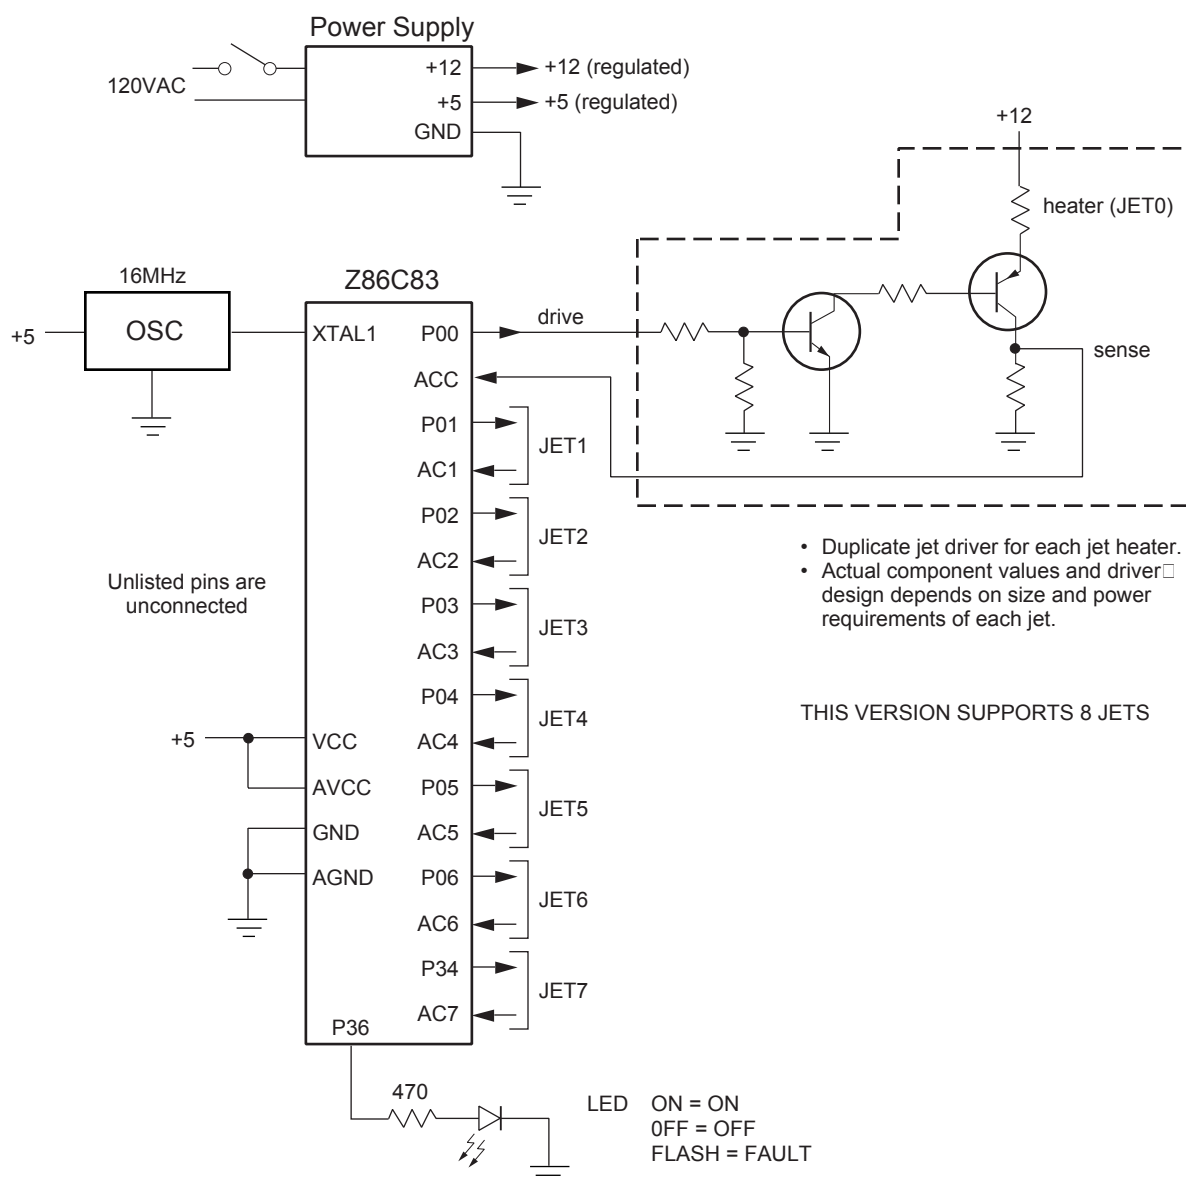 Power Supply
120VAC
+12
+12 (regulated)
+5
+5 (regulated)
GND
+12
heater (JET0)
16MHz
OSC
+5
Z86C83
XTAL1
P00
drive
sense
ACC
P01
JET1
AC1
P02
JET2
AC2
Unlisted pins are
unconnected
P03
JET3
AC3
• Duplicate jet driver for each jet heater.
• Actual component values and driver□
design depends on size and power
requirements of each jet.
P04
JET4
AC4
THIS VERSION SUPPORTS 8 JETS
+5
VCC
AVCC
GND
AGND
P05
JET5
AC5
P06
JET6
AC6
P34
JET7
AC7
P36
470
LED ON = ON
0FF = OFF
FLASH = FAULT